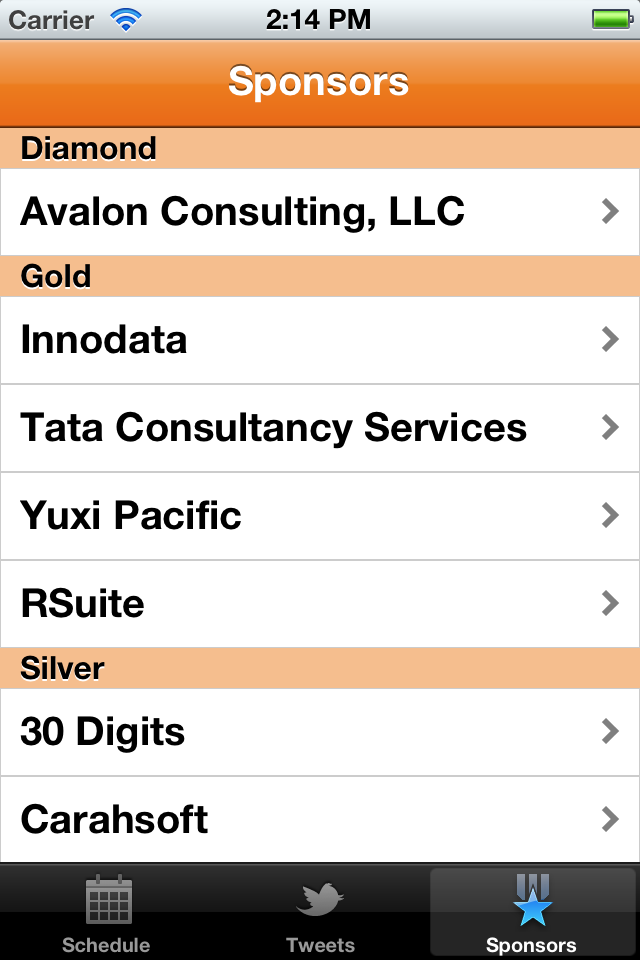 Carrier 2:14 PM
Sponsors
Diamond
Avalon Consulting, LLC
Gold
Innodata
Tata Consultancy Services
Yuxi Pacific
RSuite
Silver
30 Digits
Carahsoft
Schedule Tweets Sponsors